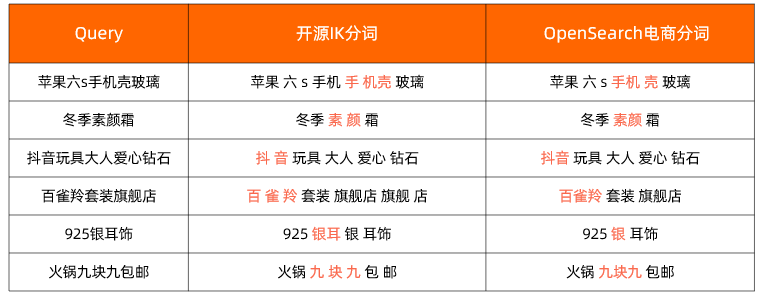 Query 开源IK分词 OpenSearch电商分词
苹果六s手机壳玻璃 苹果 六 s 手机 手 机壳 玻璃 苹果 六 s 手机 壳 玻璃
冬季素颜霜 冬季 素 颜 霜 冬季 素颜 霜
抖音玩具大人爱心钻石 抖 音 玩具 大人 爱心 钻石 抖音 玩具 大人 爱心 钻石
百雀羚套装旗舰店 百 雀 羚 套装 旗舰店 旗舰 店 百雀羚 套装 旗舰店
925银耳饰 925 银耳 银 耳饰 925 银 耳饰
火锅九块九包邮 火锅 九 块 九 包 邮 火锅 九块九 包邮